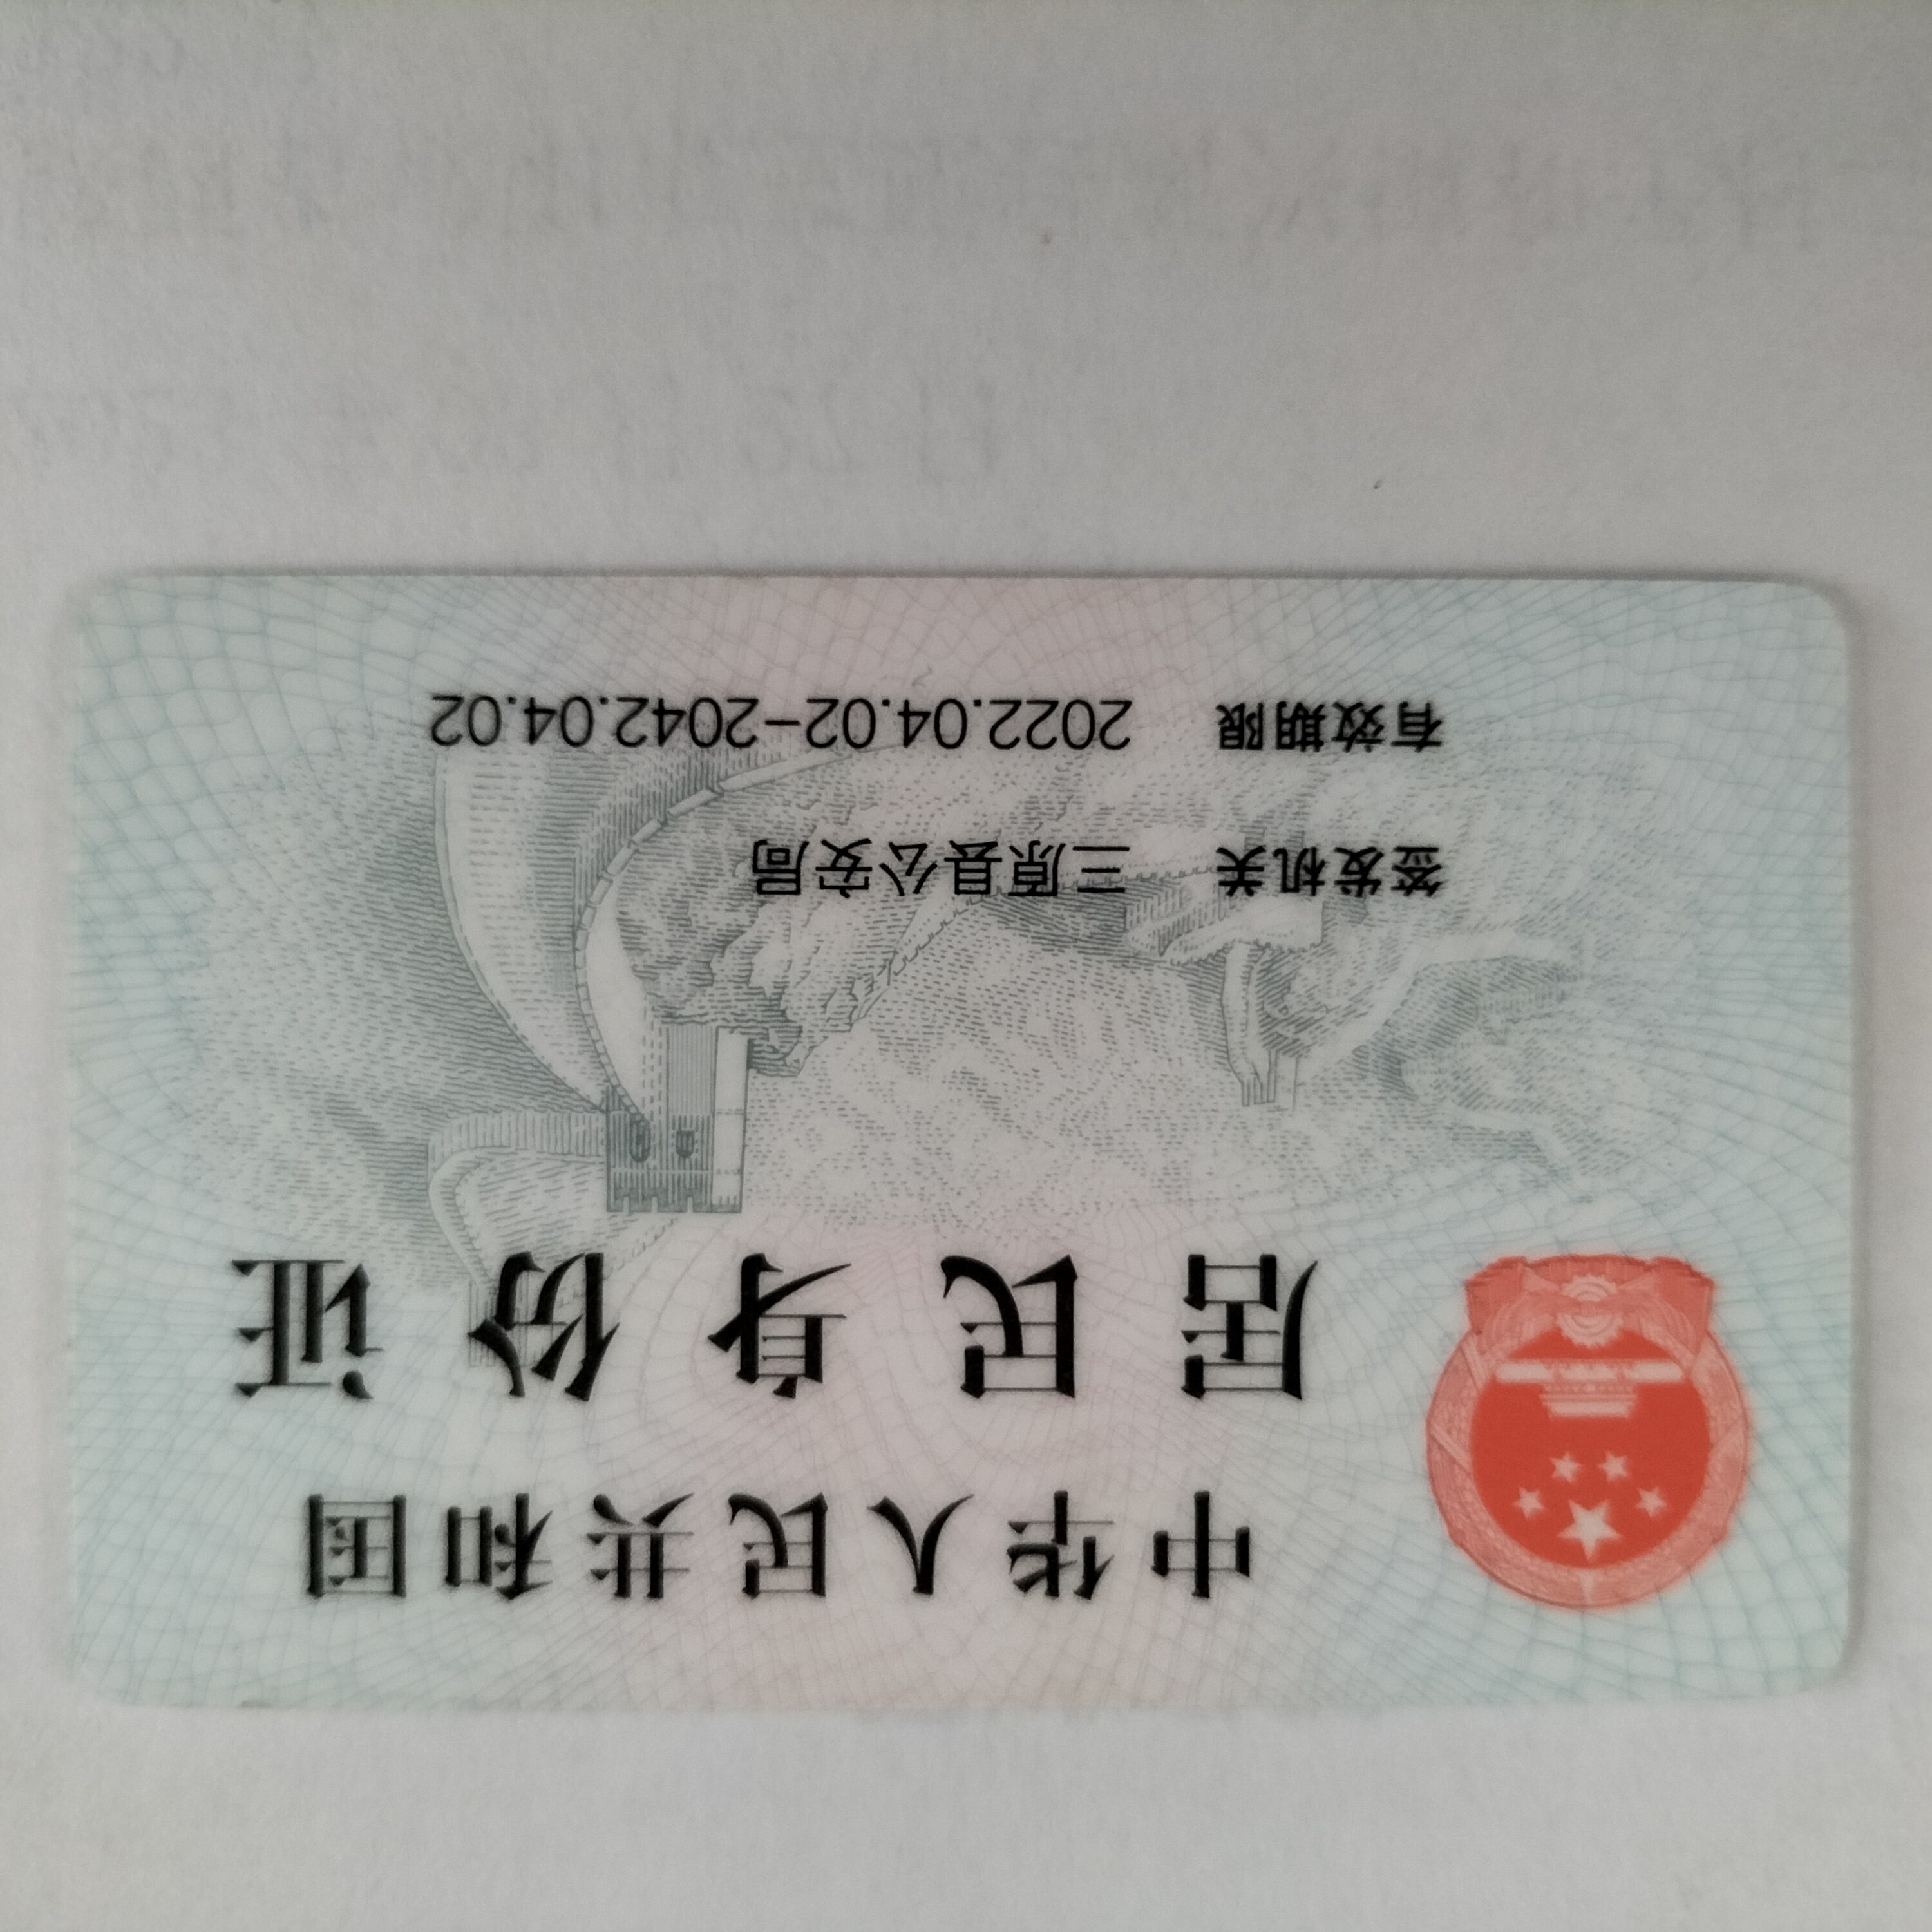 中华人民共和国
居民身份证
签发机关 三原县公安局
有效期限 2022.04.02-2042.04.02